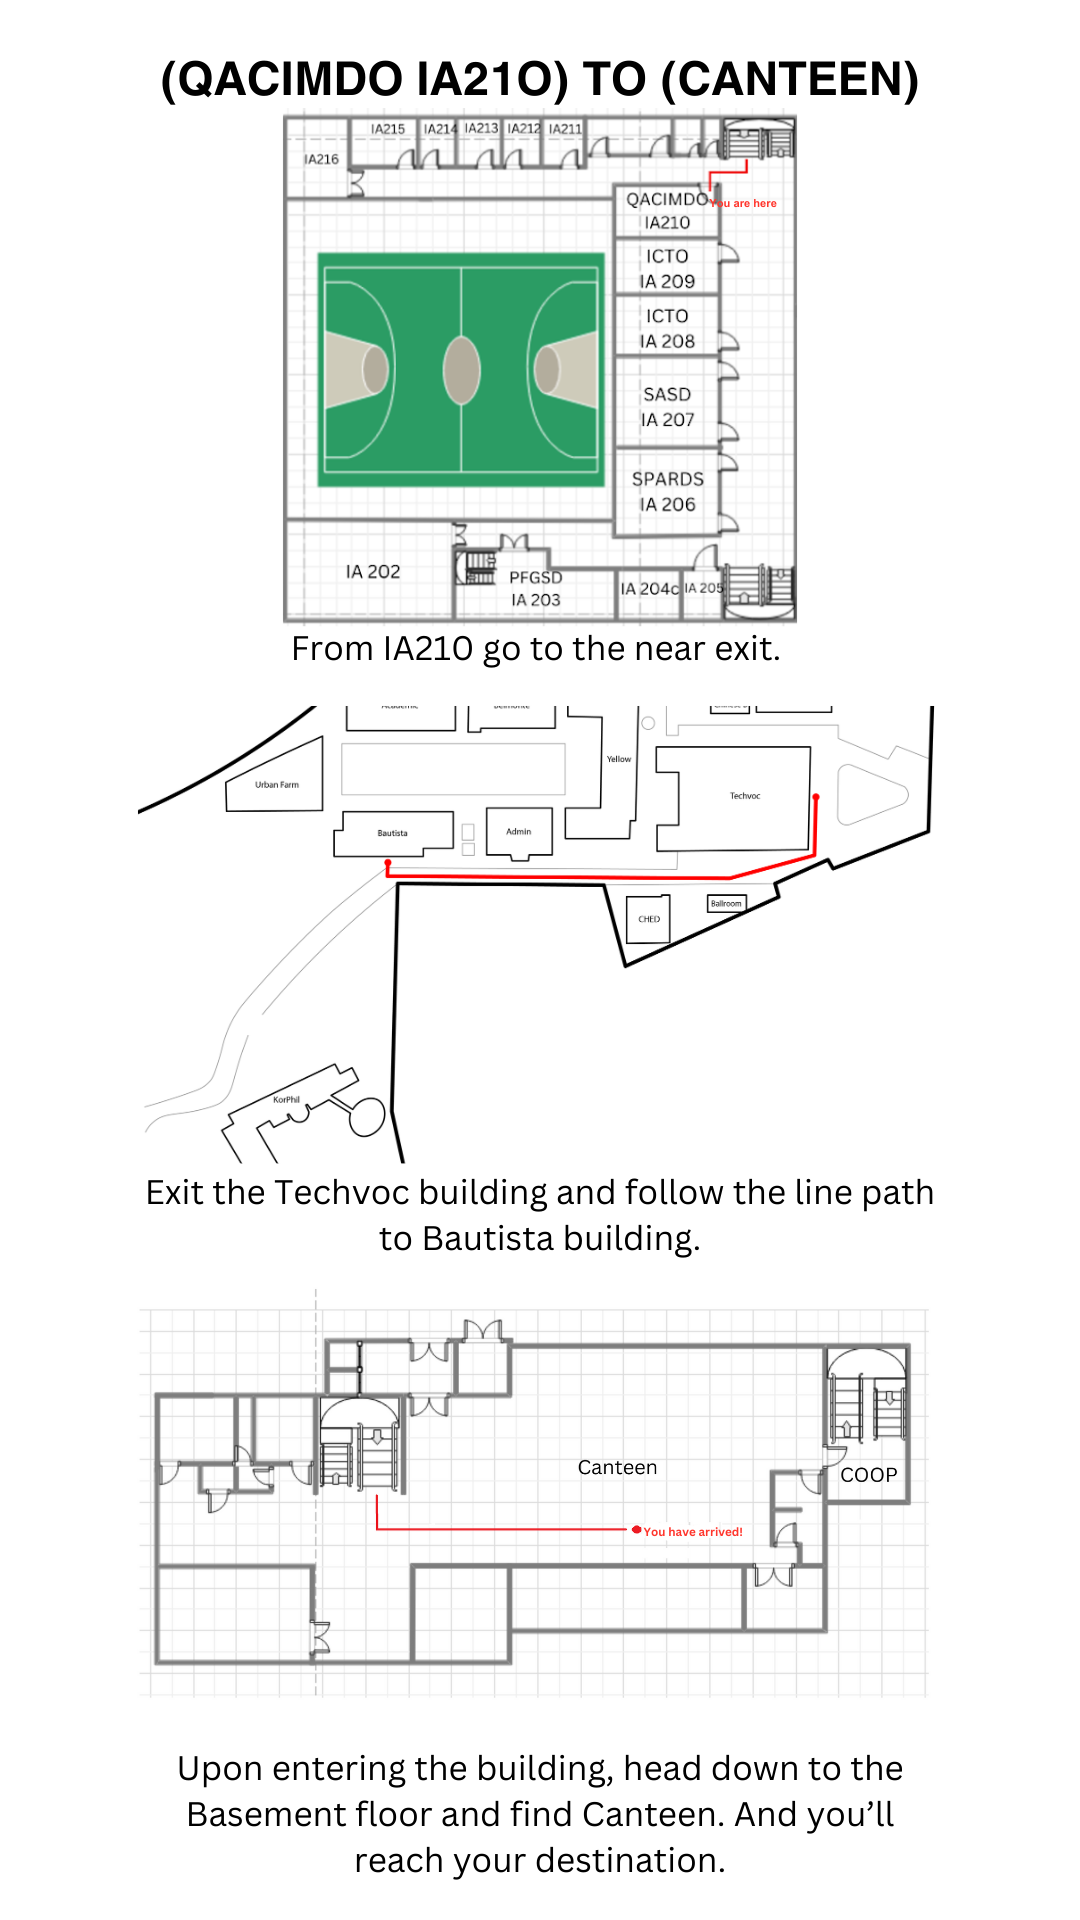 (QACIMDO IA21O) TO (CANTEEN)
IA215
IA214
IA213
IA212
IA211
IA216
QACIMDO
IA210
You are here
ICTO
IA 209
ICTO
IA 208
SASD
IA 207
SPARDS
IA 206
IA 202
PFGSD
IA 203
IA 204c
IA 205
From IA210 go to the near exit.
Academic
Belmonte
Yellow
Urban Farm
Techvoc
Bautista
Admin
CHED
Ballroom
KorPhil
Exit the Techvoc building and follow the line path
to Bautista building.
Canteen
COOP
You have arrived!
Upon entering the building, head down to the
Basement floor and find Canteen. And you’ll
reach your destination.